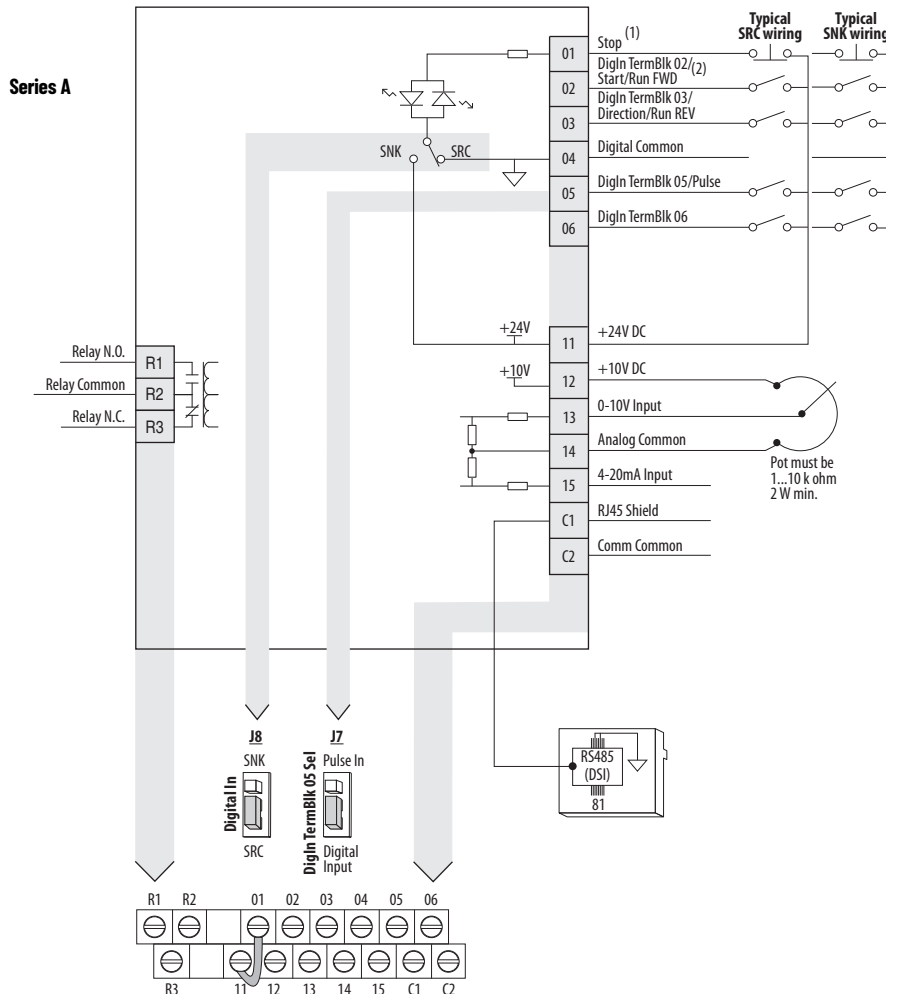 Series A
Typical
SRC wiring
Typical
SNK wiring
01
Stop (1)
02
DigIn TermBlk 02/
Start/Run FWD (2)
03
DigIn TermBlk 03/
Direction/Run REV
SNK
SRC
04
Digital Common
05
DigIn TermBlk 05/Pulse
06
DigIn TermBlk 06
+24V
11
+24V DC
+10V
12
+10V DC
13
0-10V Input
14
Analog Common
15
4-20mA Input
C1
RJ45 Shield
C2
Comm Common
Pot must be
1...10 k ohm
2 W min.
Relay N.O.
R1
Relay Common
R2
Relay N.C.
R3
J8
SNK
Digital In
SRC
J7
Pulse In
DigIn TermBlk 05 Sel
Digital
Input
RS485
(DSI)
81
R1 R2 01 02 03 04 05 06
R3 11 12 13 14 15 C1 C2